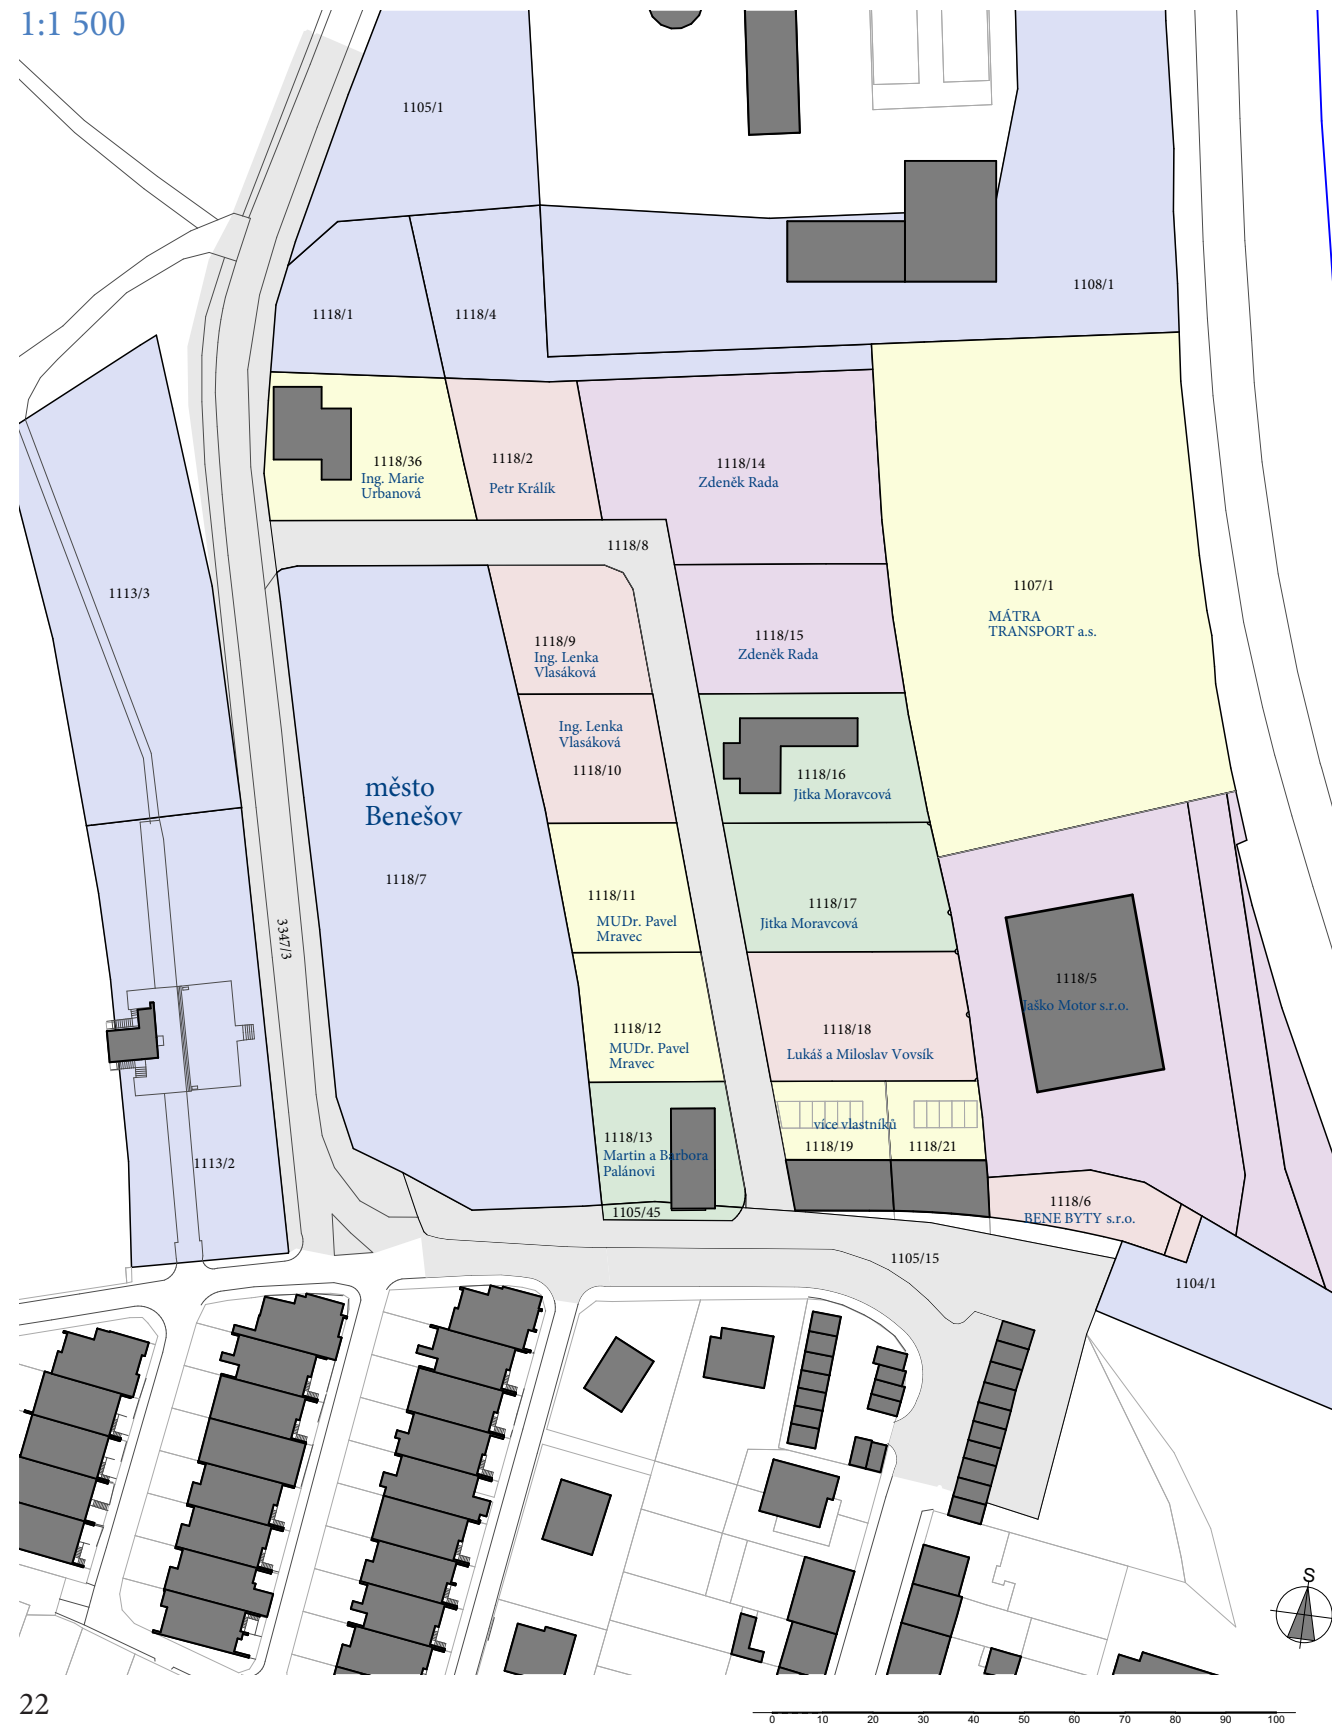 1:1 500
1105/1
1108/1
1118/1
1118/4
1118/36
Ing. Marie
Urbanová
1118/2
Petr Králík
1118/14
Zdeněk Rada
1118/8
1113/3
1107/1
MÁTRA
TRANSPORT a.s.
1118/9
Ing. Lenka
Vlasáková
1118/15
Zdeněk Rada
Ing. Lenka
Vlasáková
1118/10
1118/16
Jitka Moravcová
město
Benešov
1118/7
1118/11
MUDr. Pavel
Mravec
1118/17
Jitka Moravcová
3347/3
1118/5
Jaško Motor s.r.o.
1118/12
MUDr. Pavel
Mravec
1118/18
Lukáš a Miloslav Vovsík
více vlastníků
1118/19
1118/21
1118/13
Martin a Barbora
Palánovi
1113/2
1105/45
1118/6
BENE BYTY s.r.o.
1105/15
1104/1
S
22
0 10 20 30 40 50 60 70 80 90 100